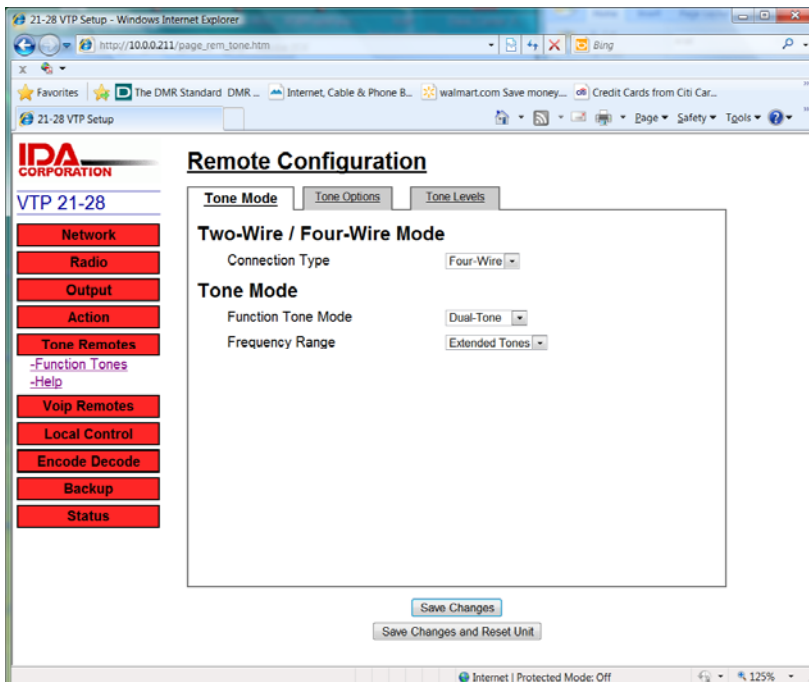 21-28 VTP Setup - Windows Internet Explorer
http://10.0.0.211/page_rem_tone.htm
Bing
x
Favorites
The DMR Standard DMR ...
Internet, Cable & Phone B...
walmart.com Save money....
Credit Cards from Citi Car...
21-28 VTP Setup
Page
Safety
Tools
IDA
CORPORATION
VTP 21-28
Network
Radio
Output
Action
Tone Remotes
-Function Tones
-Help
Voip Remotes
Local Control
Encode Decode
Backup
Status
Remote Configuration
Tone Mode
Tone Options
Tone Levels
Two-Wire / Four-Wire Mode
Connection Type
Four-Wire
Tone Mode
Function Tone Mode
Dual-Tone
Frequency Range
Extended Tones
Save Changes
Save Changes and Reset Unit
Internet | Protected Mode: Off
125%